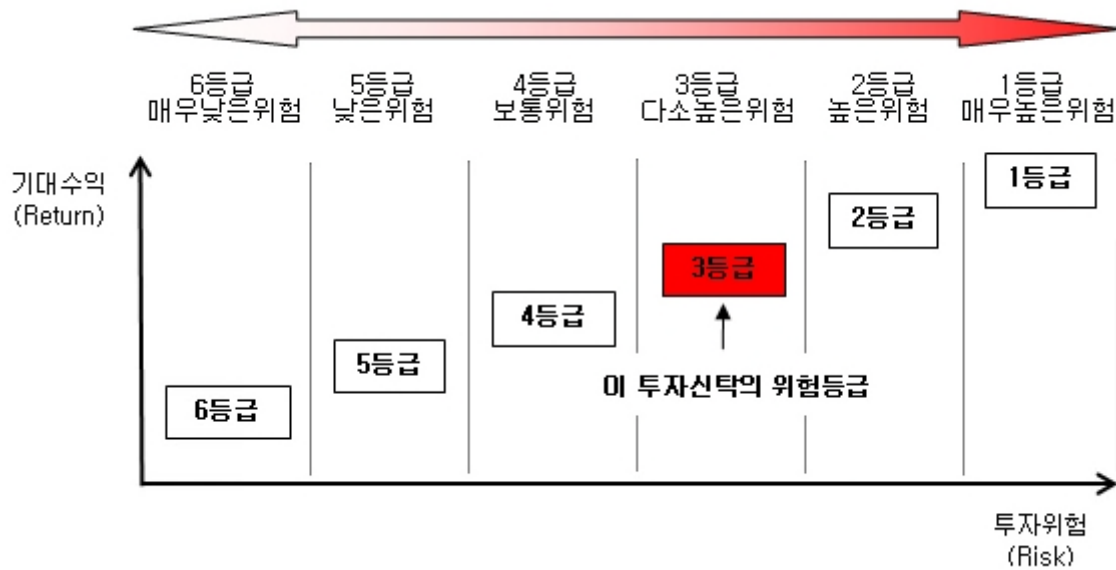 6등급
매우낮은위험
5등급
낮은위험
4등급
보통위험
3등급
다소높은위험
2등급
높은위험
1등급
매우높은위험
기대수익
(Return)
1등급
2등급
3등급
4등급
5등급
6등급
이 투자신탁의 위험등급
투자위험
(Risk)